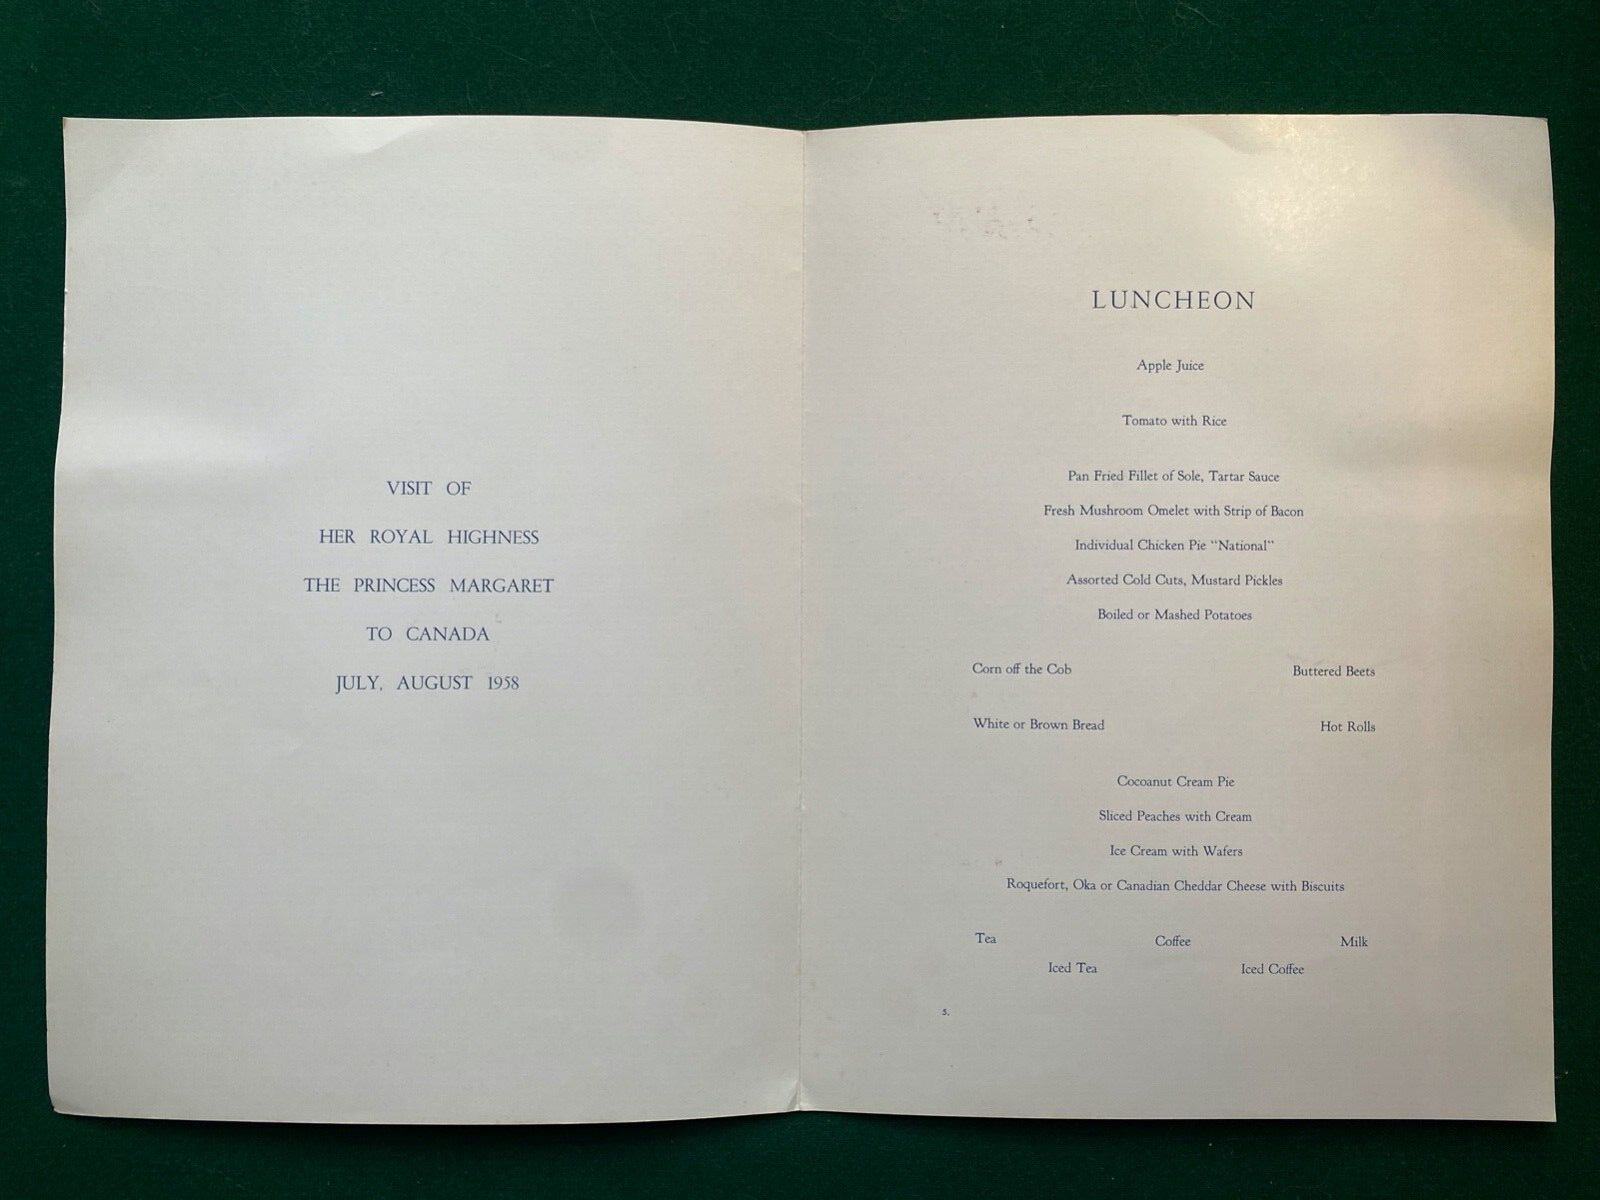 VISIT OF
HER ROYAL HIGHNESS
THE PRINCESS MARGARET
TO CANADA
JULY, AUGUST 1958
LUNCHEON
Apple Juice
Tomato with Rice
Pan Fried Fillet of Sole, Tartar Sauce
Fresh Mushroom Omelet with Strip of Bacon
Individual Chicken Pie "National"
Assorted Cold Cuts, Mustard Pickles
Boiled or Mashed Potatoes
Corn off the Cob Buttered Beets
White or Brown Bread Hot Rolls
Cocoanut Cream Pie
Sliced Peaches with Cream
Ice Cream with Wafers
Roquefort, Oka or Canadian Cheddar Cheese with Biscuits
Tea Coffee Milk
Iced Tea Iced Coffee
5.